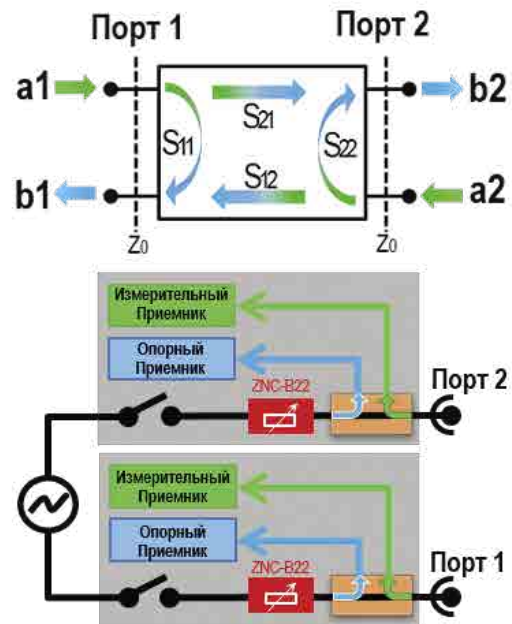 Порт 1
Порт 2
a1
b2
S21
S11
S22
S12
b1
a2
Z0
Z0
Измерительный
Приемник
Опорный
Приемник
ZNC-B22
Порт 2
Измерительный
Приемник
Опорный
Приемник
ZNC-B22
Порт 1